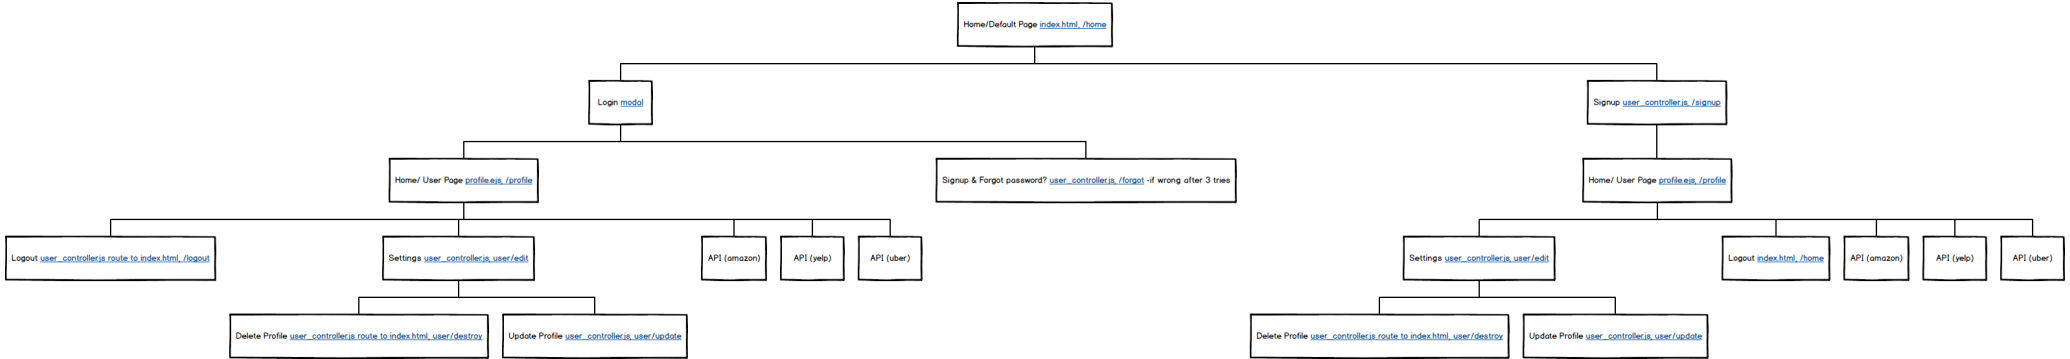 Home/Default Page index.html, /home
Login modal
Signup user_controller.js, /signup
Home/ User Page profile.ejs, /profile
Signup & Forgot password? user_controller.js, /forgot -if wrong after 3 tries
Home/ User Page profile.ejs, /profile
Logout user_controller.js route to index.html, /logout
Settings user_controller.js, user/edit
API (amazon)
API (yelp)
API (uber)
Settings user_controller.js, user/edit
Logout index.html, /home
API (amazon)
API (yelp)
API (uber)
Delete Profile user_controller.js route to index.html, user/destroy
Update Profile user_controller.js, user/update
Delete Profile user_controller.js route to index.html, user/destroy
Update Profile user_controller.js, user/update